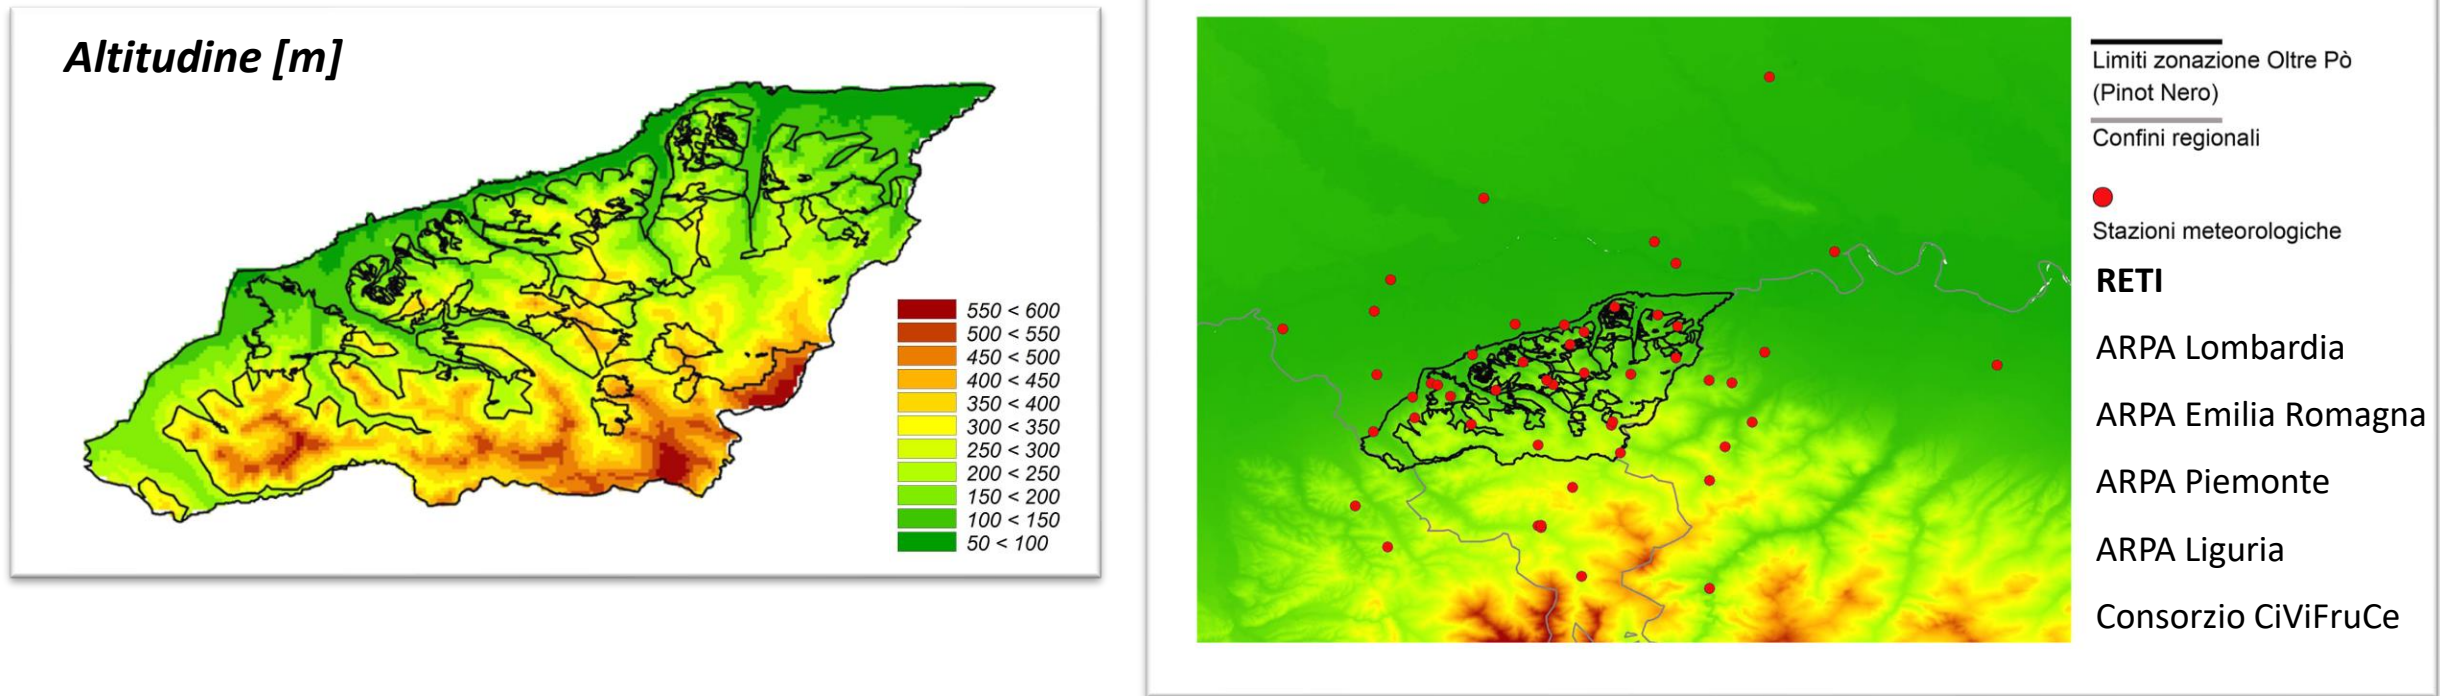 Altitudine [m]
550 < 600
500 < 550
450 < 500
400 < 450
350 < 400
300 < 350
250 < 300
200 < 250
150 < 200
100 < 150
50 < 100
Limiti zonazione Oltre Pò
(Pinot Nero)
Confini regionali
Stazioni meteorologiche
RETI
ARPA Lombardia
ARPA Emilia Romagna
ARPA Piemonte
ARPA Liguria
Consorzio CiViFruCe